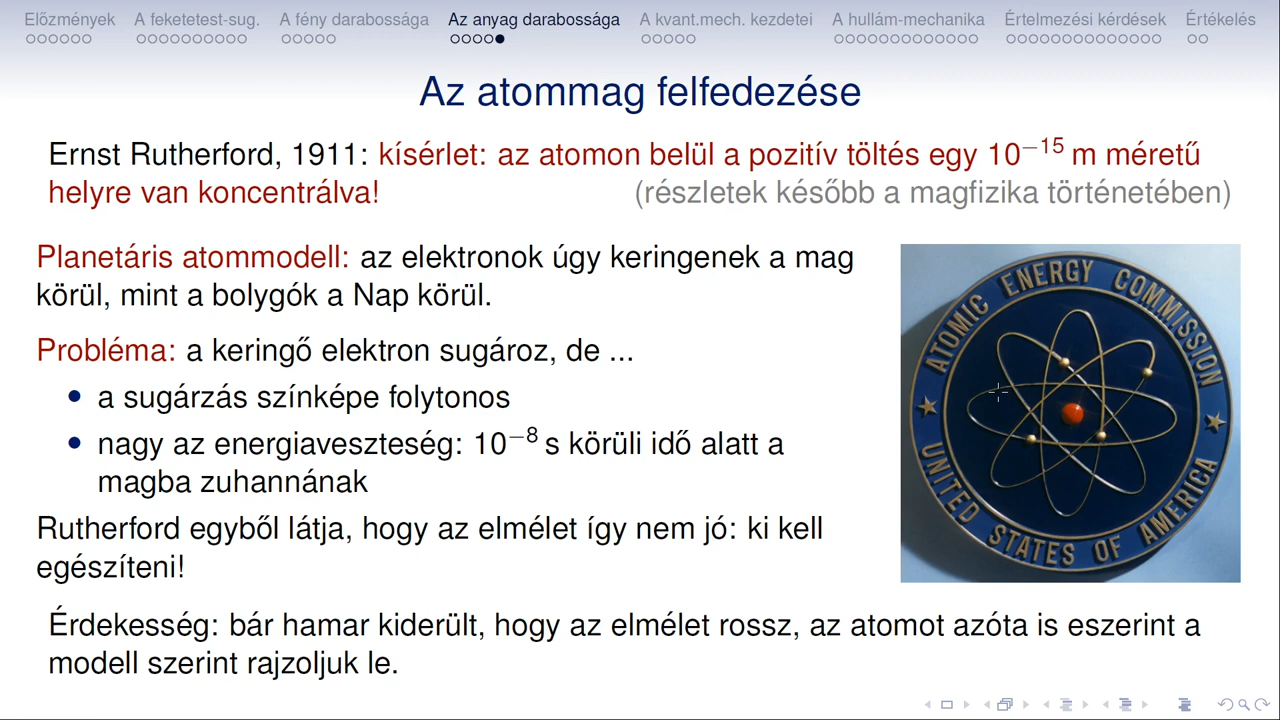 Előzmények A feketetest-sug. A fény darabossága Az anyag darabossága A kvant.mech. kezdetei A hullám-mechanika Értelmezési kérdések Értékelés
Az atommag felfedezése
Ernst Rutherford, 1911: kísérlet: az atomon belül a pozitív töltés egy 10⁻¹⁵ m méretű
helyre van koncentrálva! (részletek később a magfizika történetében)
Planetáris atommodell: az elektronok úgy keringenek a mag
körül, mint a bolygók a Nap körül.
Probléma: a keringő elektron sugároz, de ...
• a sugárzás színképe folytonos
• nagy az energiaveszteség: 10⁻⁸ s körüli idő alatt a
magba zuhannának
Rutherford egyből látja, hogy az elmélet így nem jó: ki kell
egészíteni!
ATOMIC ENERGY COMMISSION
UNITED STATES OF AMERICA
Érdekesség: bár hamar kiderült, hogy az elmélet rossz, az atomot azóta is eszerint a
modell szerint rajzoljuk le.